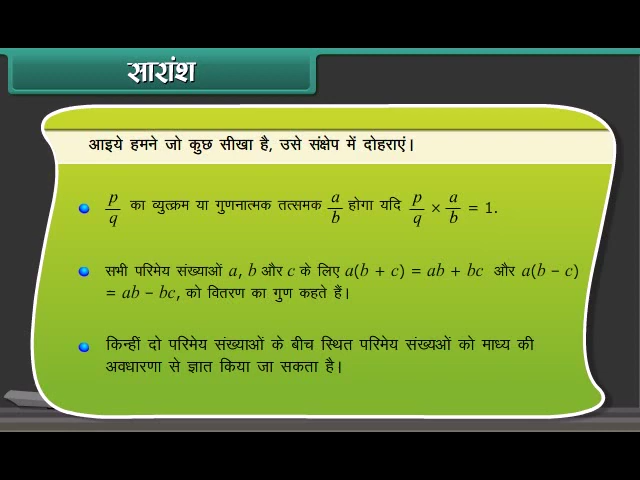 सारांश
आइये हमने जो कुछ सीखा है, उसे संक्षेप में दोहराएं।
p/q का व्युत्क्रम या गुणनात्मक तत्समक a/b होगा यदि p/q × a/b = 1.
सभी परिमेय संख्याओं a, b और c के लिए a(b + c) = ab + bc और a(b – c)
= ab – bc, को वितरण का गुण कहते हैं।
किन्हीं दो परिमेय संख्याओं के बीच स्थित परिमेय संख्यओं को माध्य की
अवधारणा से ज्ञात किया जा सकता है।